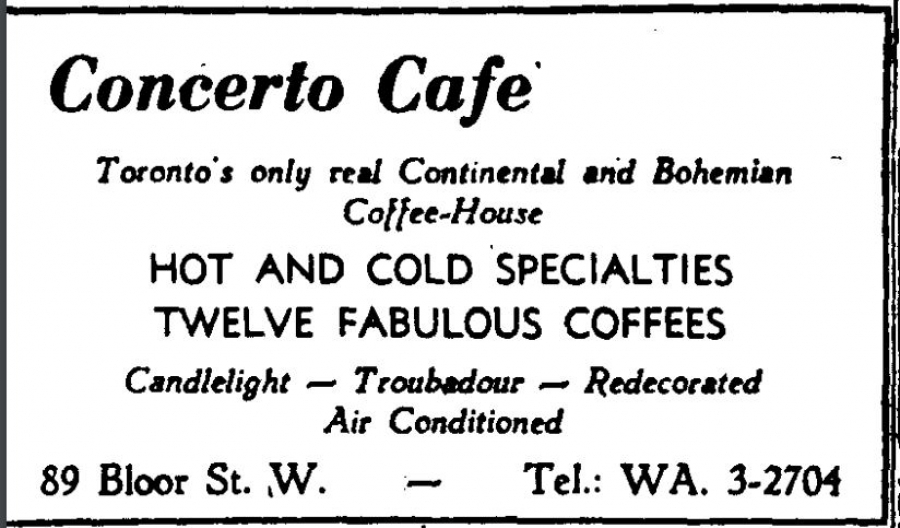 Concerto Cafe
Toronto's only real Continental and Bohemian
Coffee-House
HOT AND COLD SPECIALTIES
TWELVE FABULOUS COFFEES
Candlelight — Troubadour — Redecorated
Air Conditioned
89 Bloor St. W. — Tel.: WA. 3-2704